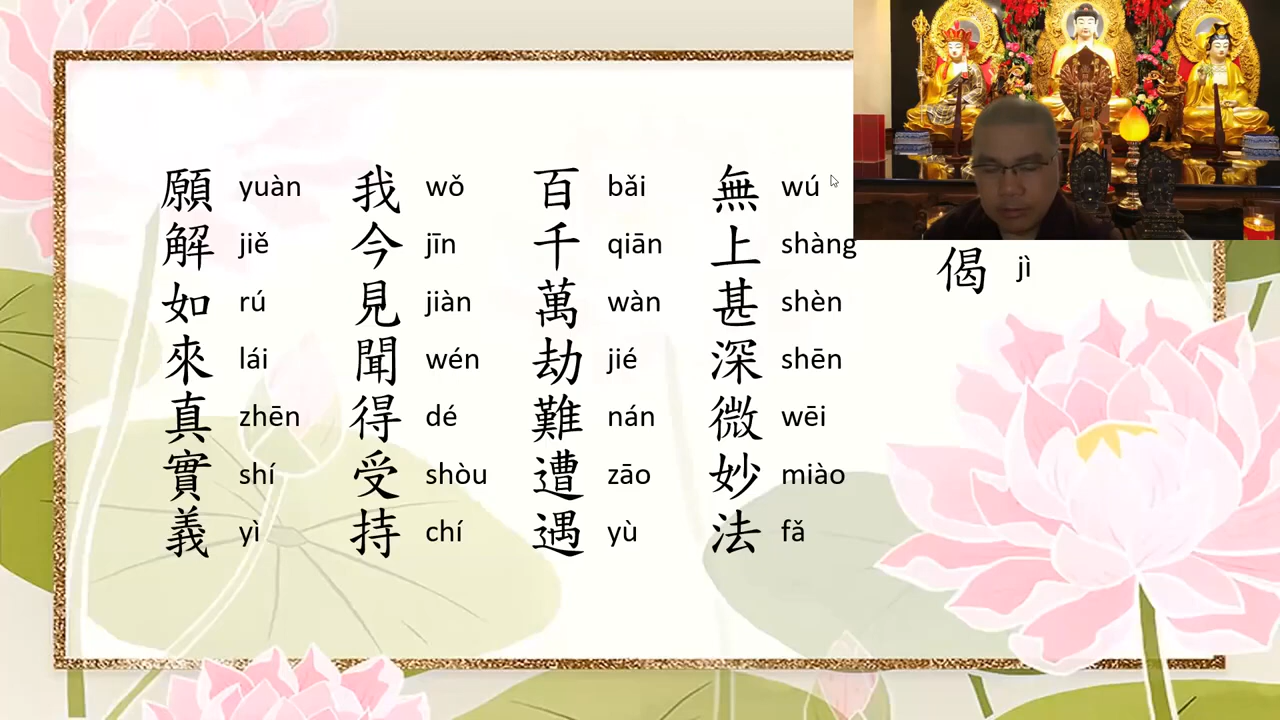 偈 jì
無 wú
上 shàng
甚 shèn
深 shēn
微 wēi
妙 miào
法 fǎ
百 bǎi
千 qiān
萬 wàn
劫 jié
難 nán
遭 zāo
遇 yù
我 wǒ
今 jīn
見 jiàn
聞 wén
得 dé
受 shòu
持 chí
願 yuàn
解 jiě
如 rú
來 lái
真 zhēn
實 shí
義 yì